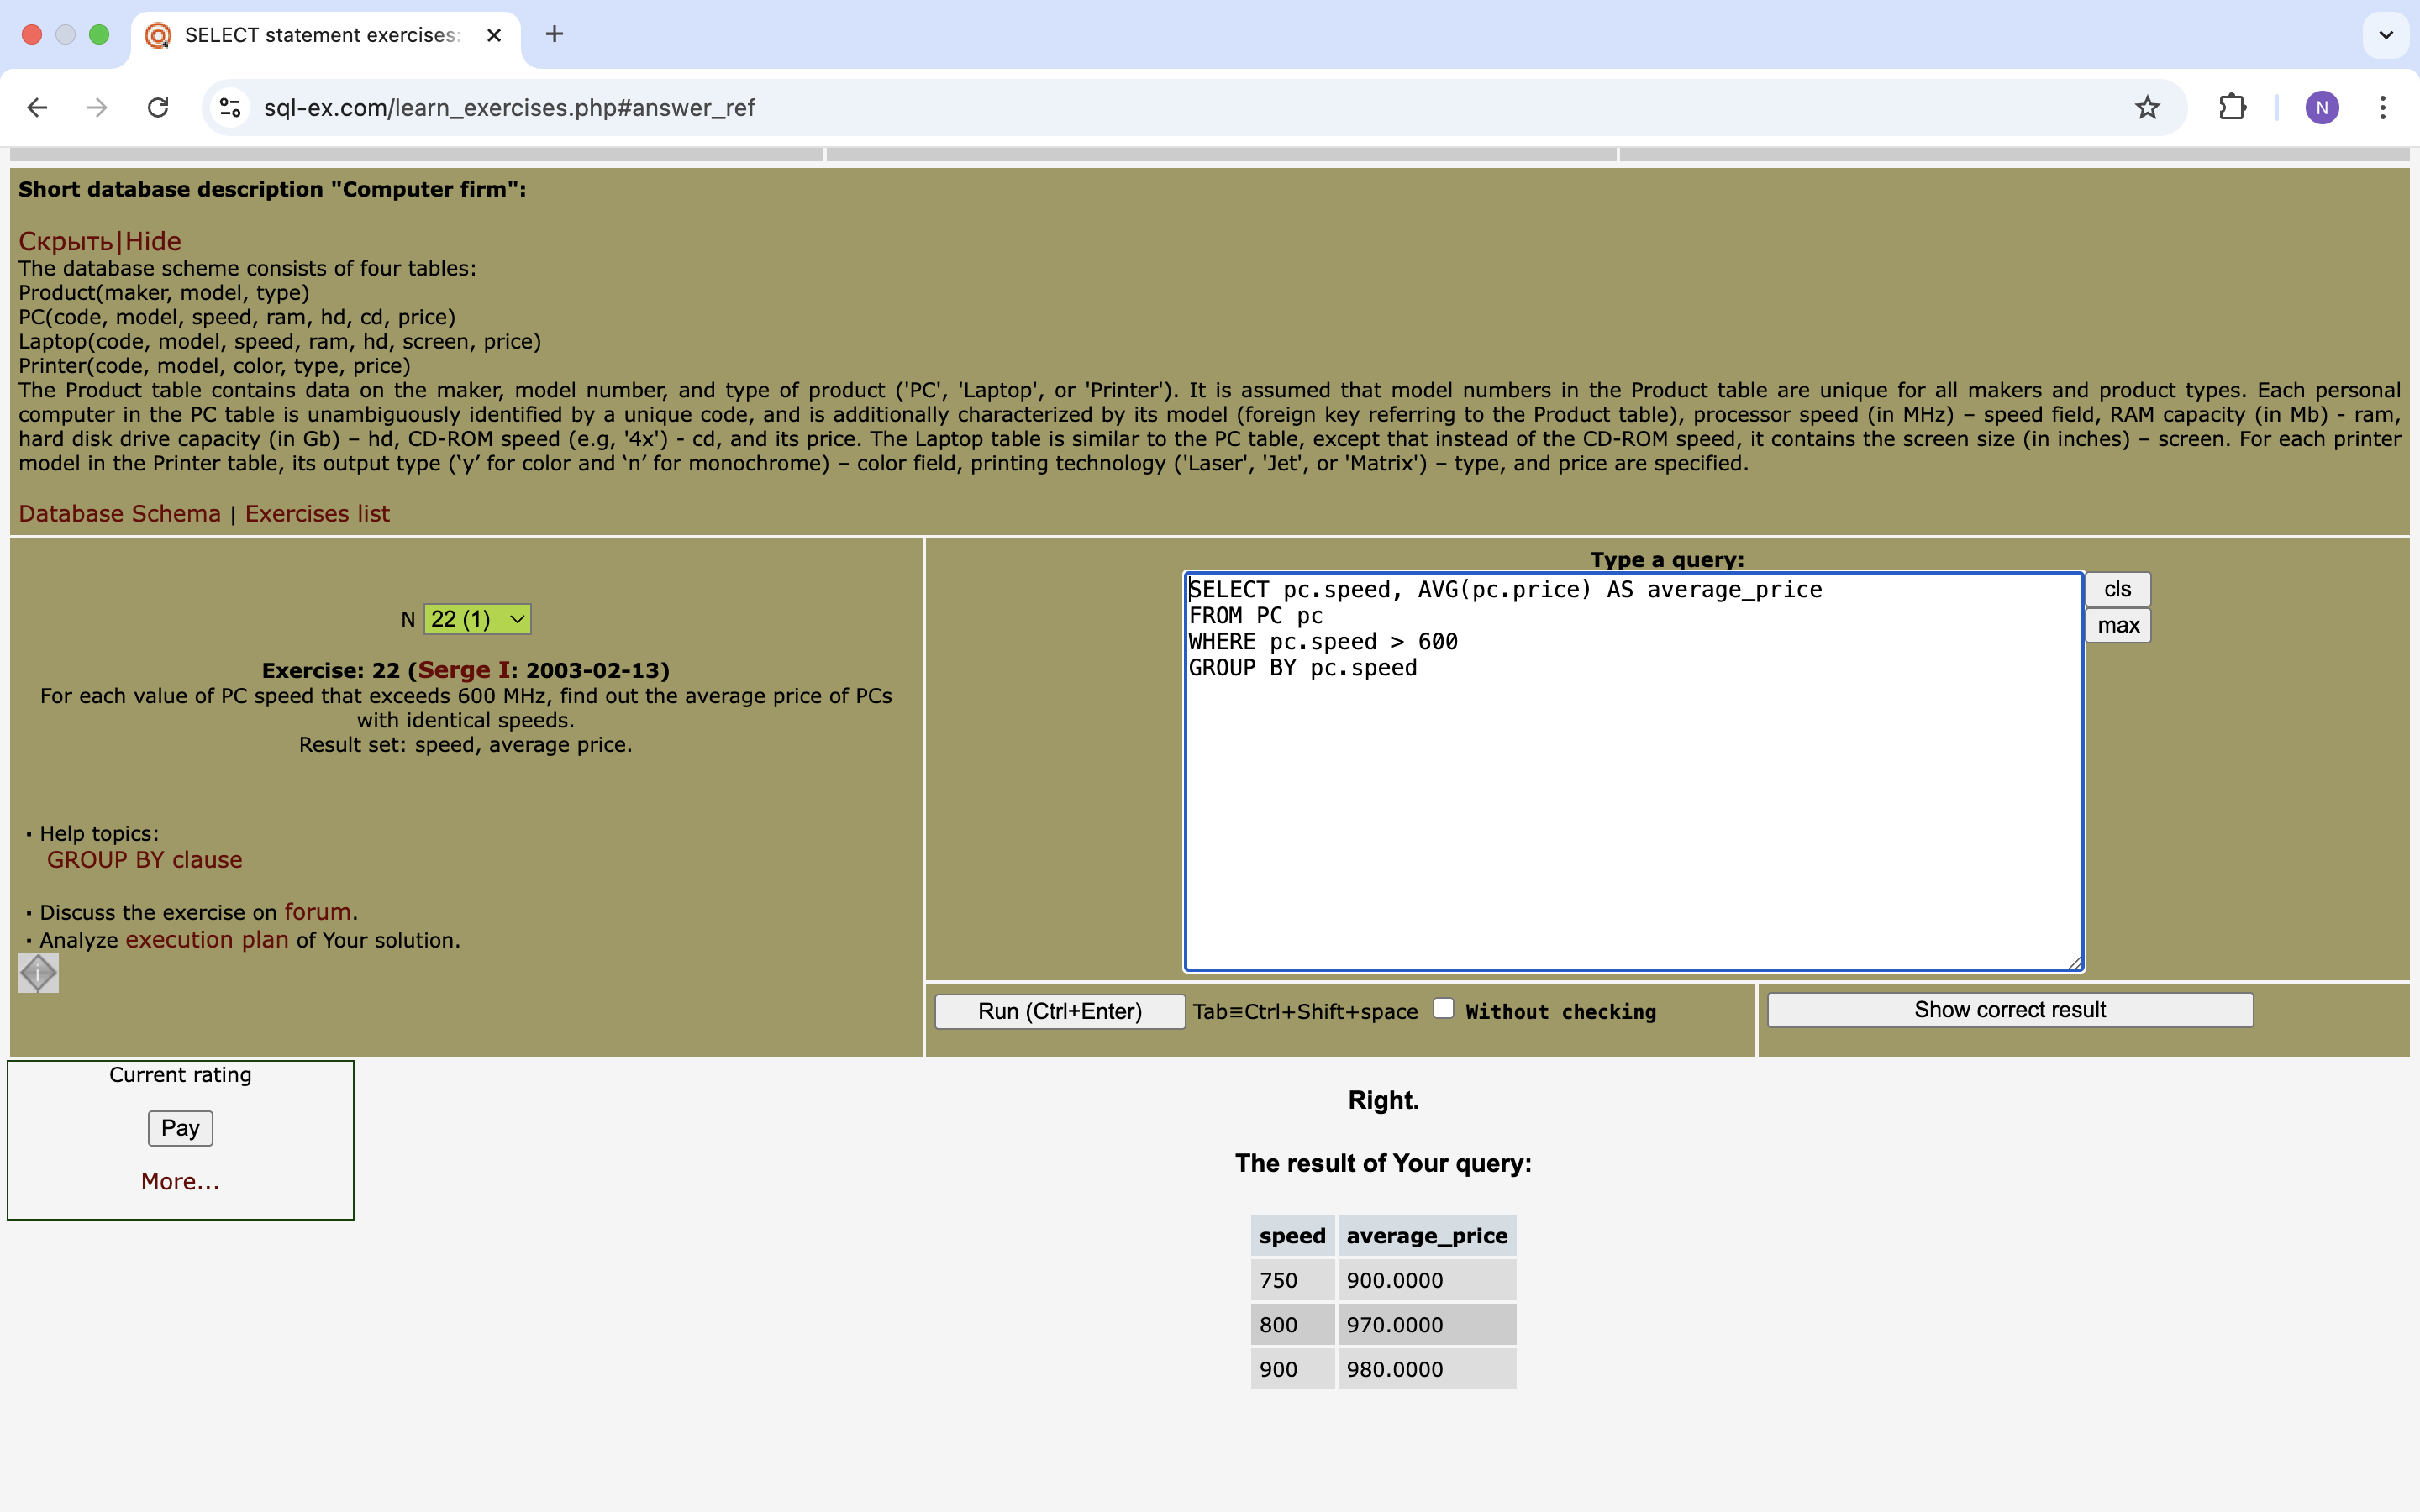 SELECT statement exercises:
sql-ex.com/learn_exercises.php#answer_ref
N
Short database description "Computer firm":
Скрыть|Hide
The database scheme consists of four tables:
Product(maker, model, type)
PC(code, model, speed, ram, hd, cd, price)
Laptop(code, model, speed, ram, hd, screen, price)
Printer(code, model, color, type, price)
The Product table contains data on the maker, model number, and type of product ('PC', 'Laptop', or 'Printer'). It is assumed that model numbers in the Product table are unique for all makers and product types. Each personal
computer in the PC table is unambiguously identified by a unique code, and is additionally characterized by its model (foreign key referring to the Product table), processor speed (in MHz) – speed field, RAM capacity (in Mb) - ram,
hard disk drive capacity (in Gb) – hd, CD-ROM speed (e.g, '4x') - cd, and its price. The Laptop table is similar to the PC table, except that instead of the CD-ROM speed, it contains the screen size (in inches) – screen. For each printer
model in the Printer table, its output type (‘y’ for color and ‘n’ for monochrome) – color field, printing technology ('Laser', 'Jet', or 'Matrix') – type, and price are specified.
Database Schema | Exercises list
N 22 (1)
Exercise: 22 (Serge I: 2003-02-13)
For each value of PC speed that exceeds 600 MHz, find out the average price of PCs
with identical speeds.
Result set: speed, average price.
· Help topics:
GROUP BY clause
· Discuss the exercise on forum.
· Analyze execution plan of Your solution.
i
Type a query:
SELECT pc.speed, AVG(pc.price) AS average_price
FROM PC pc
WHERE pc.speed > 600
GROUP BY pc.speed
cls
max
Run (Ctrl+Enter) Tab≡Ctrl+Shift+space Without checking
Show correct result
Current rating
Pay
More...
Right.
The result of Your query:
speed average_price
750 900.0000
800 970.0000
900 980.0000